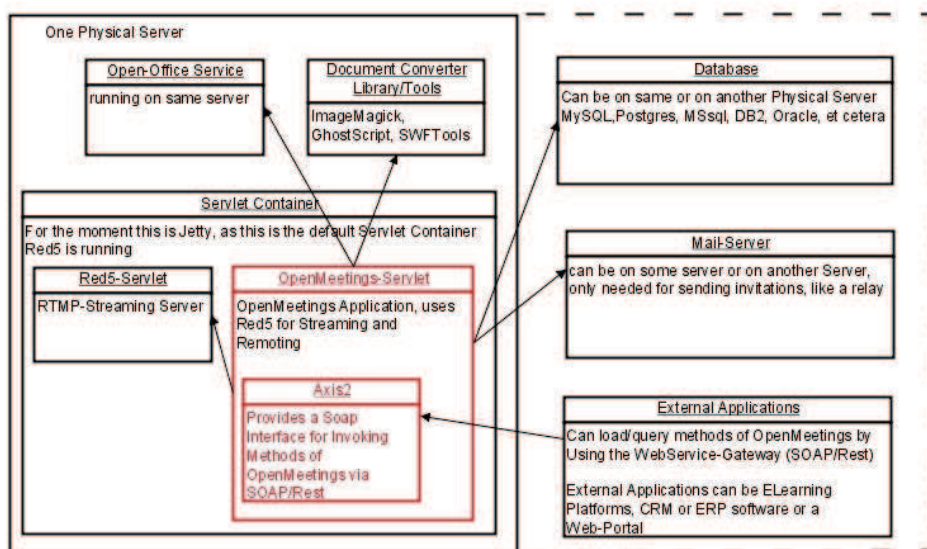 One Physical Server
Open-Office Service
running on same server
Document Converter
Library/Tools
ImageMagick,
GhostScript, SWFTools
Database
Can be on same or on another Physical Server
MySQL,Postgres, MSsql, DB2, Oracle, et cetera
Servlet Container
For the moment this is Jetty, as this is the default Servlet Container
Red5 is running
Red5-Servlet
RTMP-Streaming Server
OpenMeetings-Servlet
OpenMeetings Application, uses
Red5 for Streaming and
Remoting
Axis2
Provides a Soap
Interface for Invoking
Methods of
OpenMeetings via
SOAP/Rest
Mail-Server
can be on some server or on another Server,
only needed for sending invitations, like a relay
External Applications
Can load/query methods of OpenMeetings by
Using the WebService-Gateway (SOAP/Rest)
External Applications can be ELearning
Platforms, CRM or ERP software or a
Web-Portal